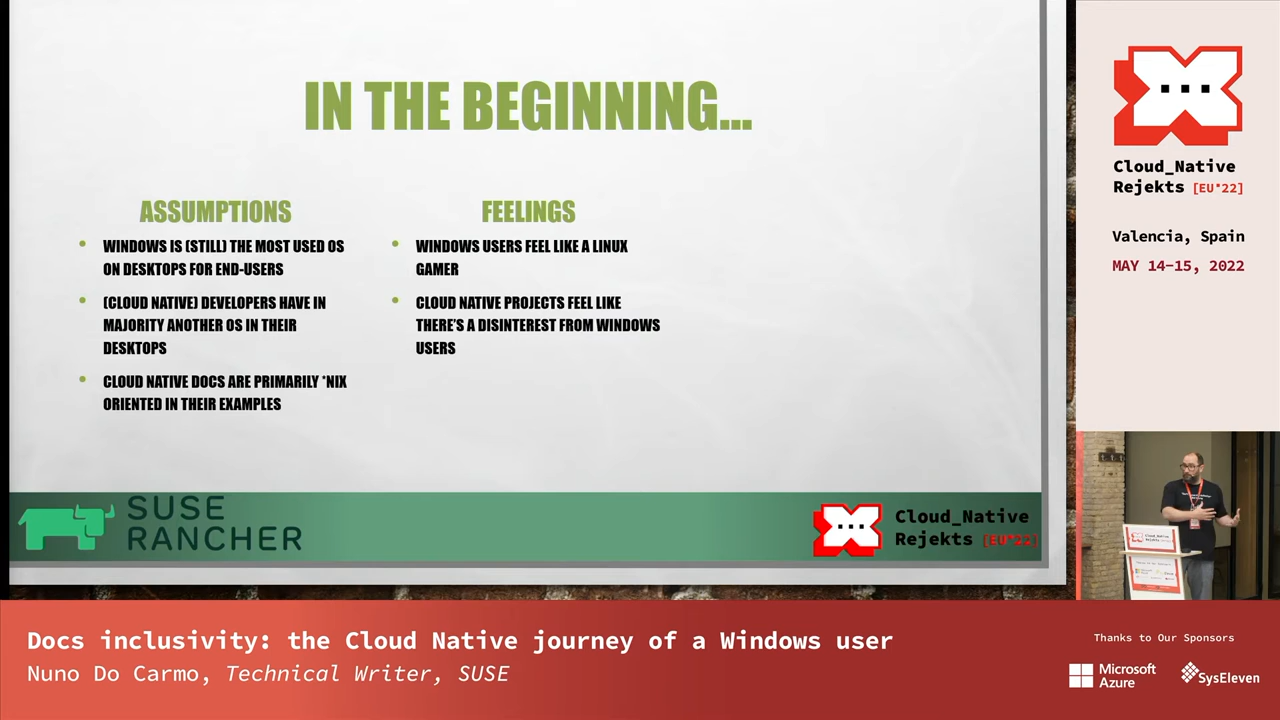 IN THE BEGINNING...
ASSUMPTIONS
WINDOWS IS (STILL) THE MOST USED OS
ON DESKTOPS FOR END-USERS
(CLOUD NATIVE) DEVELOPERS HAVE IN
MAJORITY ANOTHER OS IN THEIR
DESKTOPS
CLOUD NATIVE DOCS ARE PRIMARILY *NIX
ORIENTED IN THEIR EXAMPLES
FEELINGS
WINDOWS USERS FEEL LIKE A LINUX
GAMER
CLOUD NATIVE PROJECTS FEEL LIKE
THERE'S A DISINTEREST FROM WINDOWS
USERS
SUSE
RANCHER
Cloud_Native
Rejekts [EU*22]
Cloud_Native
Rejekts [EU*22]
Valencia, Spain
MAY 14-15, 2022
Docs inclusivity: the Cloud Native journey of a Windows user
Nuno Do Carmo, Technical Writer, SUSE
Thanks to Our Sponsors
Microsoft
Azure
SysEleven